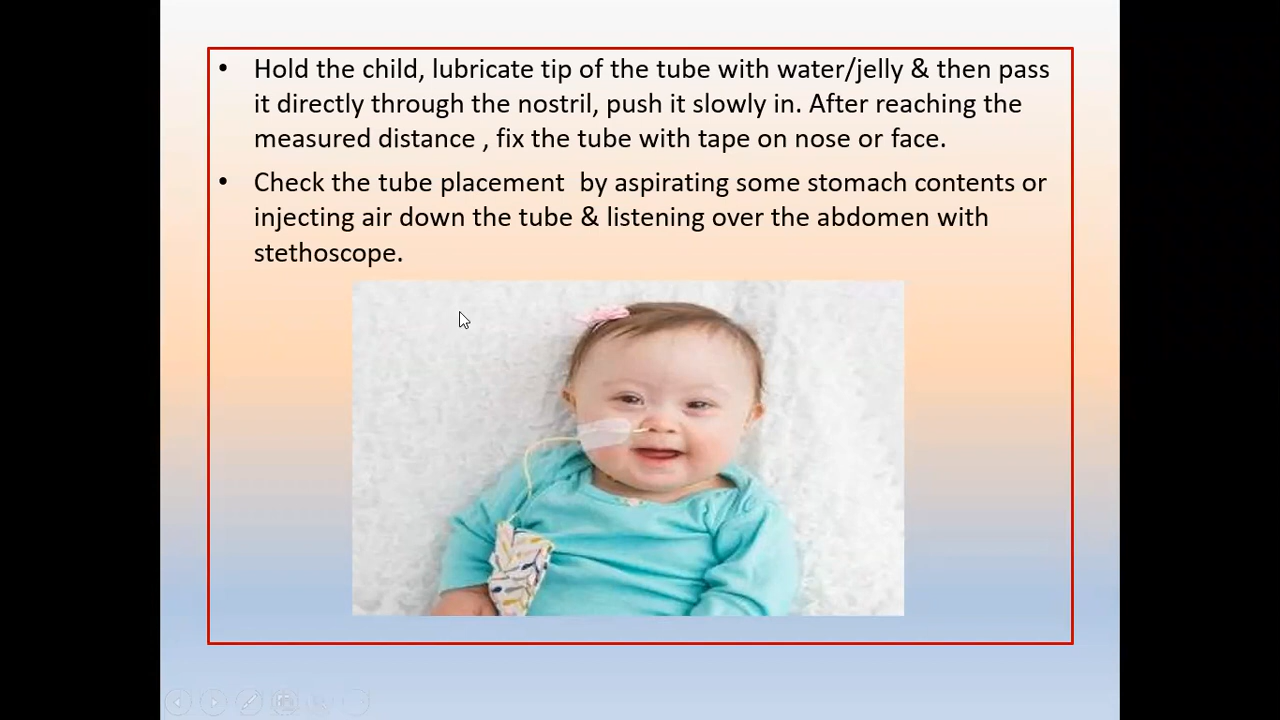 • Hold the child, lubricate tip of the tube with water/jelly & then pass
it directly through the nostril, push it slowly in. After reaching the
measured distance , fix the tube with tape on nose or face.
• Check the tube placement  by aspirating some stomach contents or
injecting air down the tube & listening over the abdomen with
stethoscope.